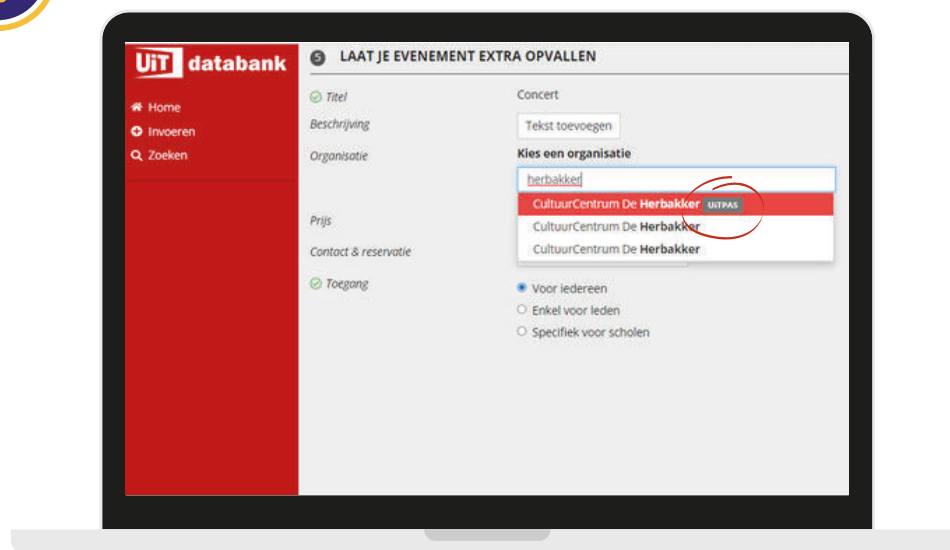 UiT databank
Home
Invoeren
Zoeken
5 LAAT JE EVENEMENT EXTRA OPVALLEN
Titel Concert
Beschrijving Tekst toevoegen
Organisatie Kies een organisatie
herbakker
CultuurCentrum De Herbakker UiTPAS
CultuurCentrum De Herbakker
CultuurCentrum De Herbakker
Prijs
Contact & reservatie
Toegang
Voor iedereen
Enkel voor leden
Specifiek voor scholen